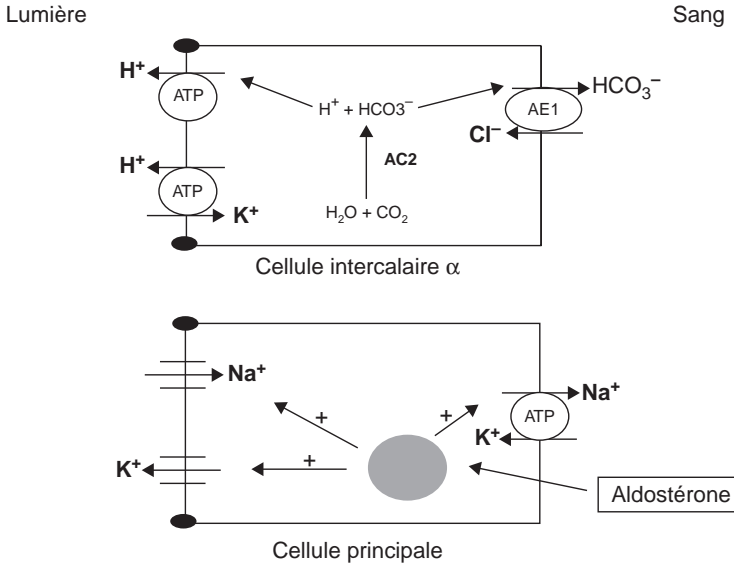 Lumière Sang
H⁺
ATP
H⁺ + HCO3⁻
HCO₃⁻
AE1
Cl⁻
AC2
H⁺
ATP
K⁺
H₂O + CO₂
Cellule intercalaire α
Na⁺
+
+
Na⁺
ATP
K⁺
K⁺
+
Aldostérone
Cellule principale